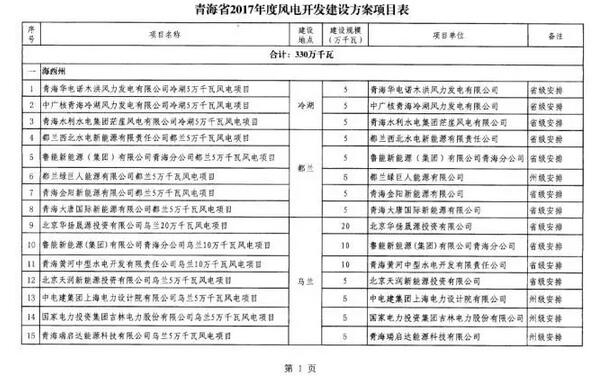 青海省2017年度风电开发建设方案项目表
序号 项目名称 建设地点 建设规模（万千瓦） 项目单位 备注
合计：330万千瓦
一 海西州
1 青海华电诺木洪风力发电有限公司冷湖5万千瓦风电项目 冷湖 5 青海华电诺木洪风力发电有限公司 省级安排
2 中广核青海冷湖风力发电有限公司冷湖5万千瓦风电项目 5 中广核青海冷湖风力发电有限公司 省级安排
3 青海水利水电集团茫崖风电有限公司冷湖5万千瓦风电项目 5 青海水利水电集团茫崖风电有限公司 省级安排
4 都兰西北水电新能源有限责任公司都兰5万千瓦风电项目 都兰 5 都兰西北水电新能源有限责任公司 省级安排
5 鲁能新能源（集团）有限公司青海分公司都兰5万千瓦风电项目 5 鲁能新能源（集团）有限公司青海分公司 省级安排
6 都兰绿巨人能源有限公司都兰5万千瓦风电项目 5 都兰绿巨人能源有限公司 州级安排
7 青海金阳新能源有限公司都兰5万千瓦风电项目 5 青海金阳新能源有限公司 省级安排
8 青海大唐国际新能源有限公司都兰5万千瓦风电项目 5 青海大唐国际新能源有限公司 省级安排
9 北京华扬晟源投资有限公司乌兰20万千瓦风电项目 乌兰 20 北京华扬晟源投资有限公司 省级安排
10 鲁能新能源(集团)有限公司青海分公司乌兰10万千瓦风电项目 10 鲁能新能源(集团)有限公司青海分公司 省级安排
11 青海黄河中型水电开发有限责任公司乌兰10万千瓦风电项目 10 青海黄河中型水电开发有限责任公司 省级安排
12 北京天润新能源投资有限公司乌兰5万千瓦风电项目 5 北京天润新能源投资有限公司 省级安排
13 中电建集团上海电力设计院有限公司乌兰5万千瓦风电项目 5 中电建集团上海电力设计院有限公司 州级安排
14 国家电力投资集团吉林电力股份有限公司乌兰5万千瓦风电项目 5 国家电力投资集团吉林电力股份有限公司 州级安排
15 青海瑞启达能源科技有限公司乌兰5万千瓦风电项目 5 青海瑞启达能源科技有限公司 州级安排
第 1 页